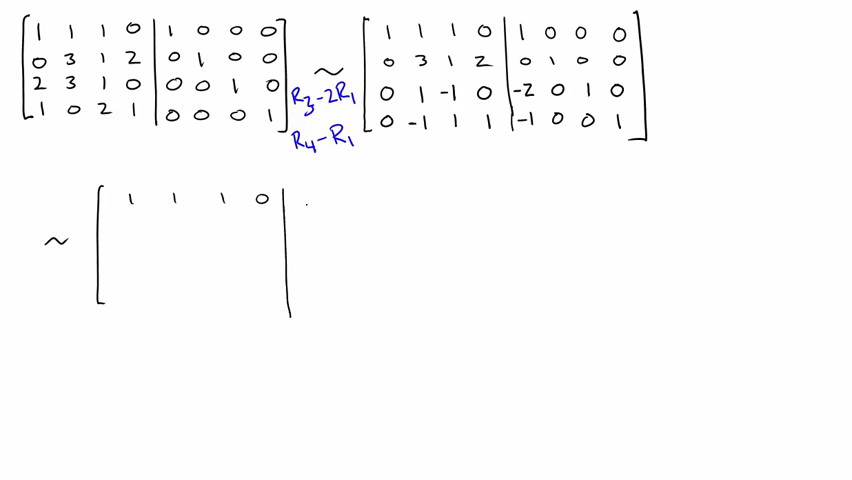 [ 1 1 1 0 | 1 0 0 0 ] ~ [ 1 1 1 0 | 1 0 0 0
0 3 1 2 | 0 1 0 0 0 3 1 2 | 0 1 0 0
2 3 1 0 | 0 0 1 0 R3-2R1 0 1 -1 0 | -2 0 1 0
1 0 2 1 | 0 0 0 1 ] R4-R1 0 -1 1 1 | -1 0 0 1 ]
~ [ 1 1 1 0 |